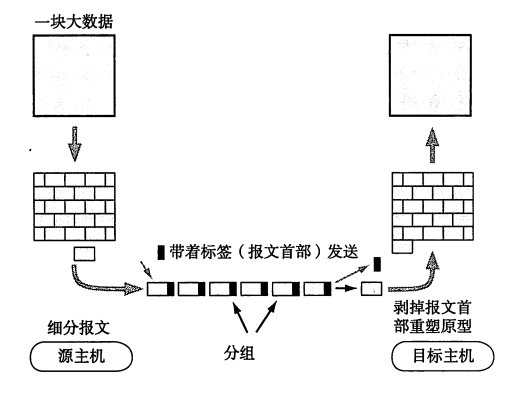 一块大数据
带着标签（报文首部）发送
细分报文
源主机
分组
剥掉报文首
部重塑原型
目标主机